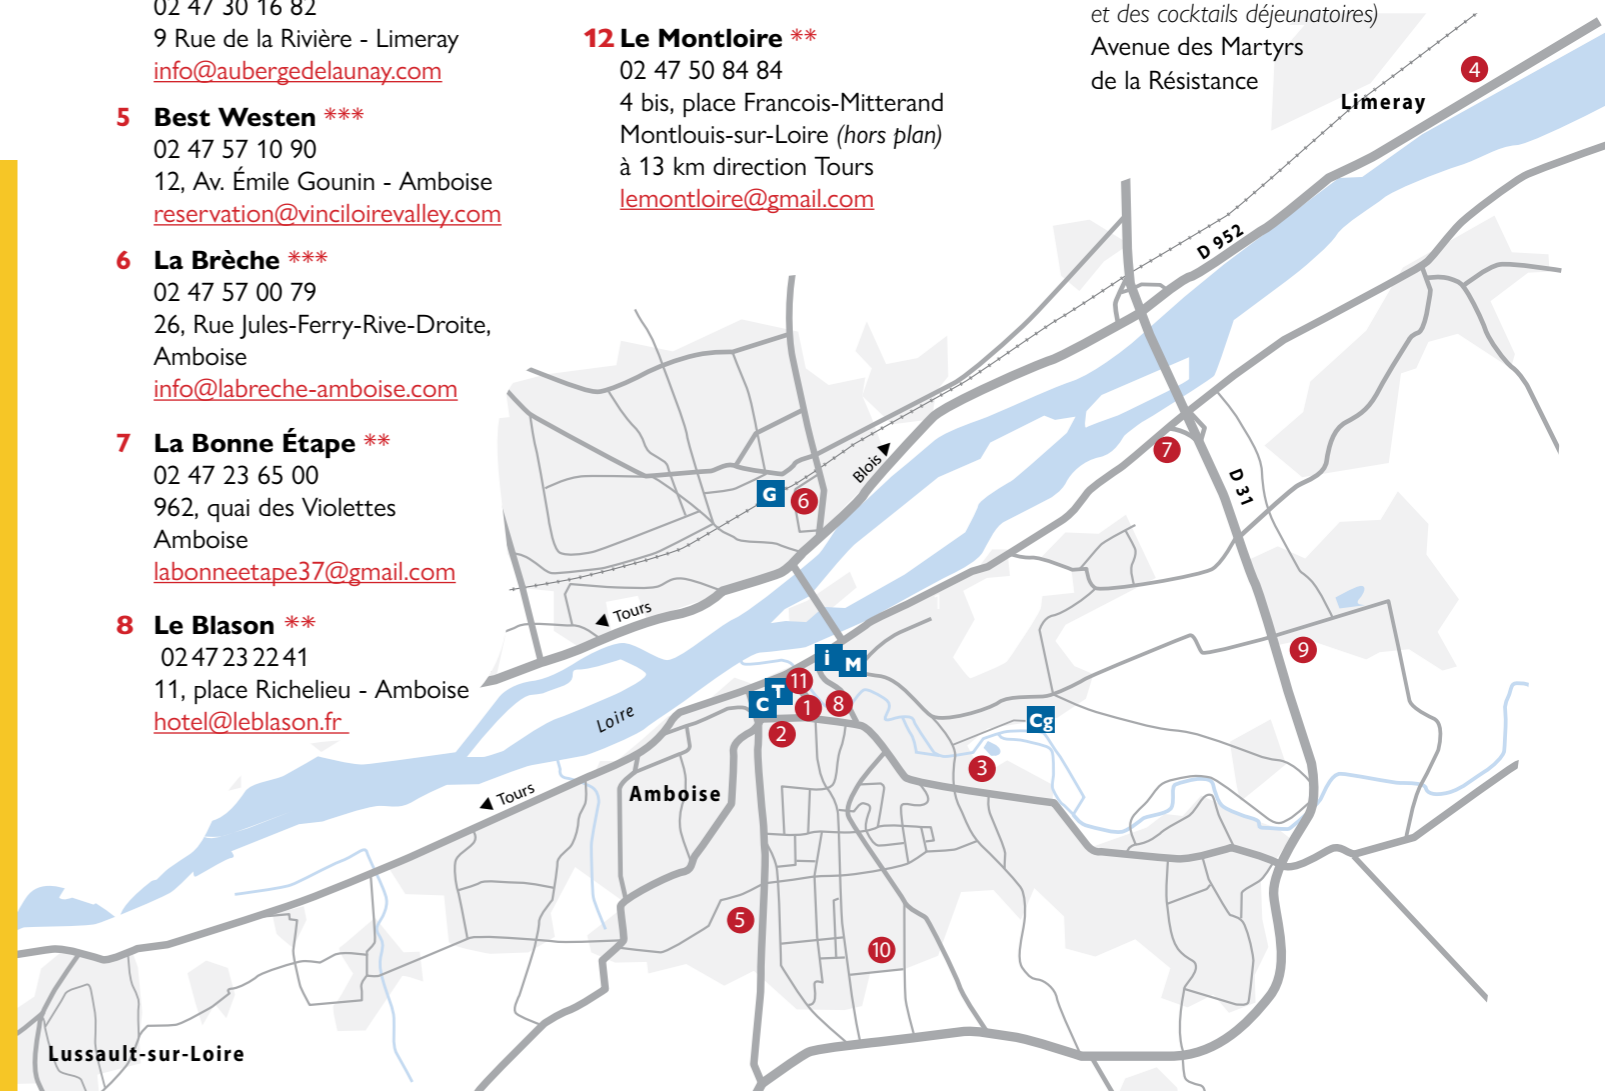 02 47 30 16 82
9 Rue de la Rivière - Limeray
info@aubergedelaunay.com
5 Best Westen ***
02 47 57 10 90
12, Av. Émile Gounin - Amboise
reservation@vinciloirevalley.com
6 La Brèche ***
02 47 57 00 79
26, Rue Jules-Ferry-Rive-Droite,
Amboise
info@labreche-amboise.com
7 La Bonne Étape **
02 47 23 65 00
962, quai des Violettes
Amboise
labonneetape37@gmail.com
8 Le Blason **
02 47 23 22 41
11, place Richelieu - Amboise
hotel@leblason.fr
12 Le Montloire **
02 47 50 84 84
4 bis, place Francois-Mitterand
Montlouis-sur-Loire (hors plan)
à 13 km direction Tours
lemontloire@gmail.com
et des cocktails déjeunatoires)
Avenue des Martyrs
de la Résistance
4
Limeray
D 952
7
D 31
Blois
G
6
Tours
i
M
9
11
T
C
1
8
2
Cg
3
Loire
Tours
Amboise
5
10
Lussault-sur-Loire